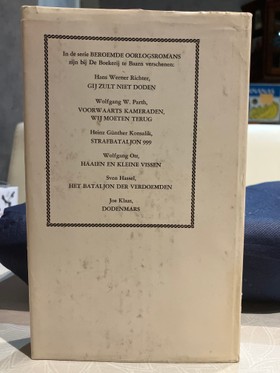 In de serie BEROEMDE OORLOGSROMANS
zijn bij De Boekerij te Baarn verschenen:
Hans Werner Richter,
GIJ ZULT NIET DODEN
Wolfgang W. Parth,
VOORWAARTS KAMERADEN,
WIJ MOETEN TERUG
Heinz Günther Konsalik,
STRAFBATALJON 999
Wolfgang Ott,
HAAIEN EN KLEINE VISSEN
Sven Hassel,
HET BATALJON DER VERDOEMDEN
Joe Klaas,
DODENMARS